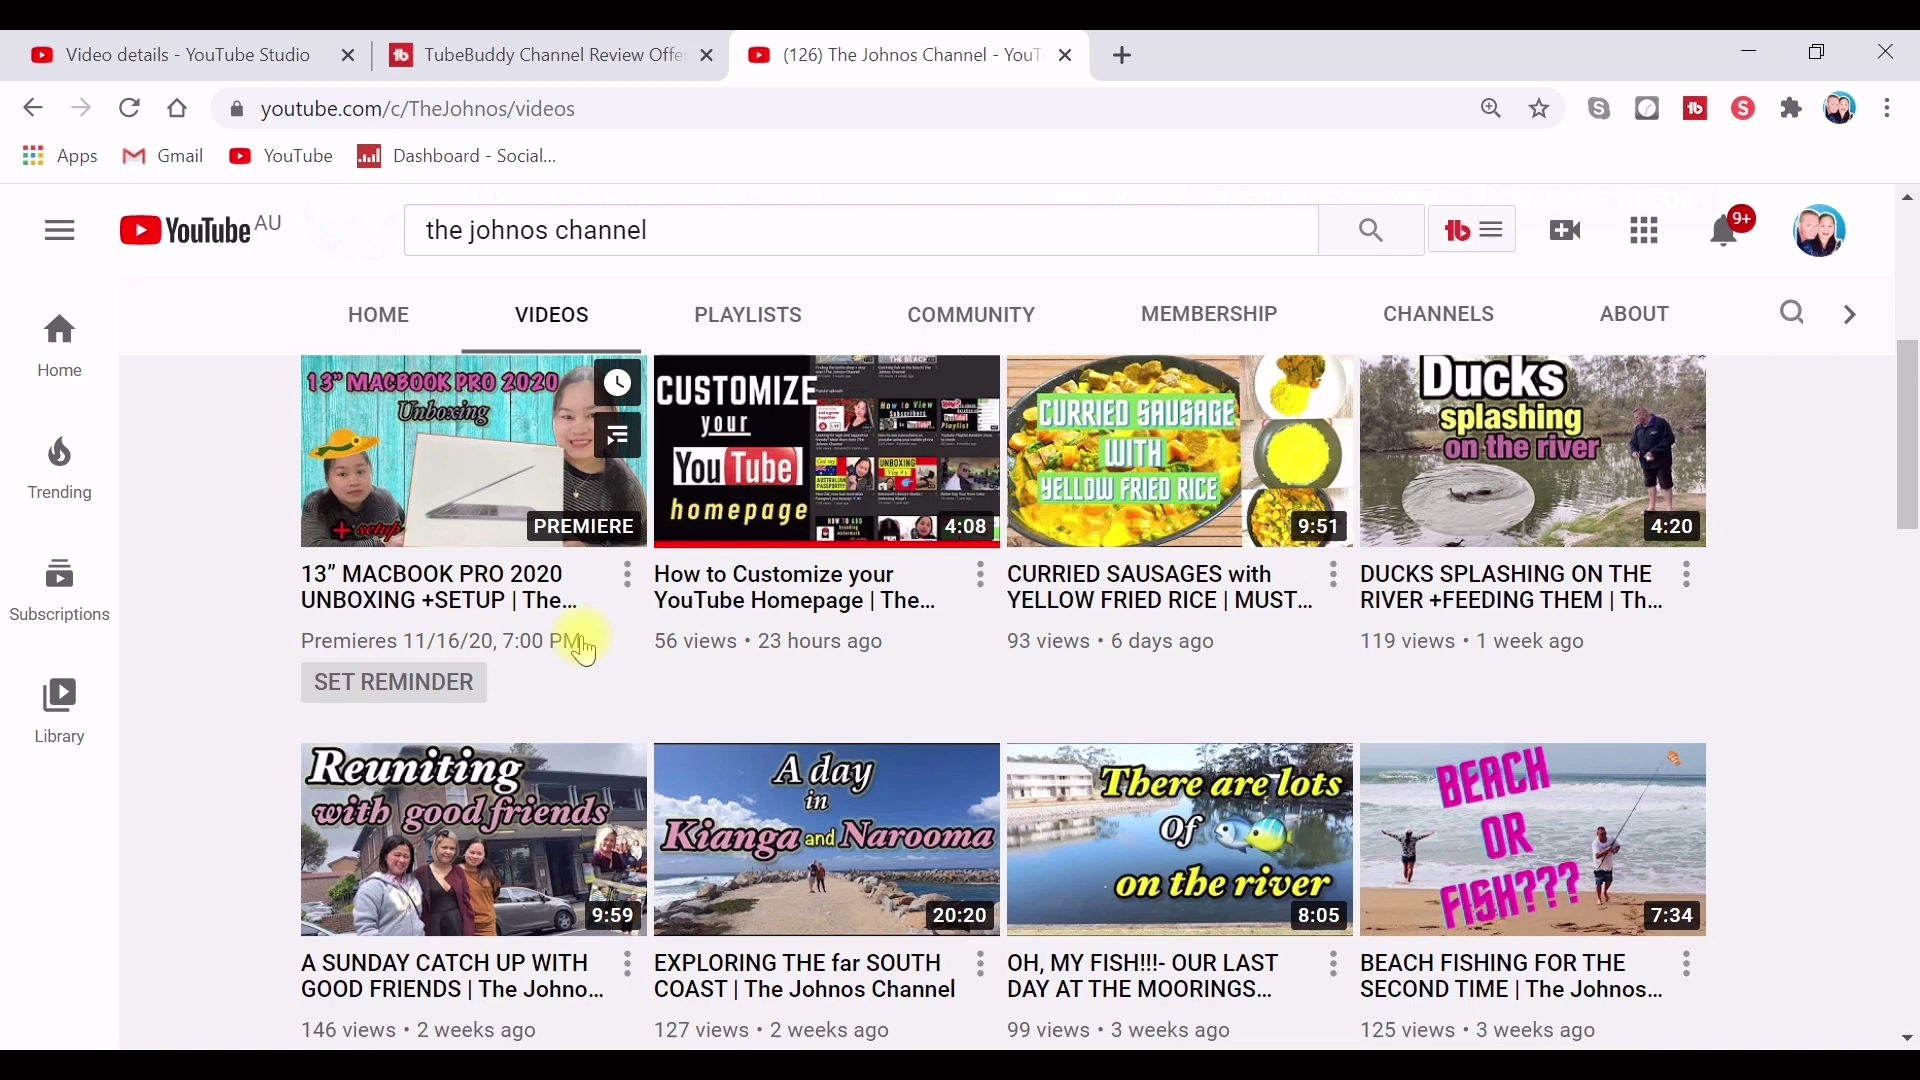 Video details - YouTube Studio
TubeBuddy Channel Review Offe
(126) The Johnos Channel - YouT
youtube.com/c/TheJohnos/videos
Apps
Gmail
YouTube
Dashboard - Social...
YouTube AU
the johnos channel
9+
HOME
VIDEOS
PLAYLISTS
COMMUNITY
MEMBERSHIP
CHANNELS
ABOUT
Home
Trending
Subscriptions
Library
13" MACBOOK PRO 2020
Unboxing
+ setup
PREMIERE
CUSTOMIZE
your
YouTube
homepage
4:08
CURRIED SAUSAGE
WITH
YELLOW FRIED RICE
9:51
Ducks
splashing
on the river
4:20
13” MACBOOK PRO 2020
UNBOXING +SETUP | The...
Premieres 11/16/20, 7:00 PM
SET REMINDER
How to Customize your
YouTube Homepage | The...
56 views • 23 hours ago
CURRIED SAUSAGES with
YELLOW FRIED RICE | MUST...
93 views • 6 days ago
DUCKS SPLASHING ON THE
RIVER +FEEDING THEM | Th...
119 views • 1 week ago
Reuniting
with good friends
9:59
A day
in
Kianga and Narooma
20:20
There are lots
Of
on the river
8:05
BEACH
OR
FISH???
7:34
A SUNDAY CATCH UP WITH
GOOD FRIENDS | The Johno...
146 views • 2 weeks ago
EXPLORING THE far SOUTH
COAST | The Johnos Channel
127 views • 2 weeks ago
OH, MY FISH!!!- OUR LAST
DAY AT THE MOORINGS...
99 views • 3 weeks ago
BEACH FISHING FOR THE
SECOND TIME | The Johnos...
125 views • 3 weeks ago